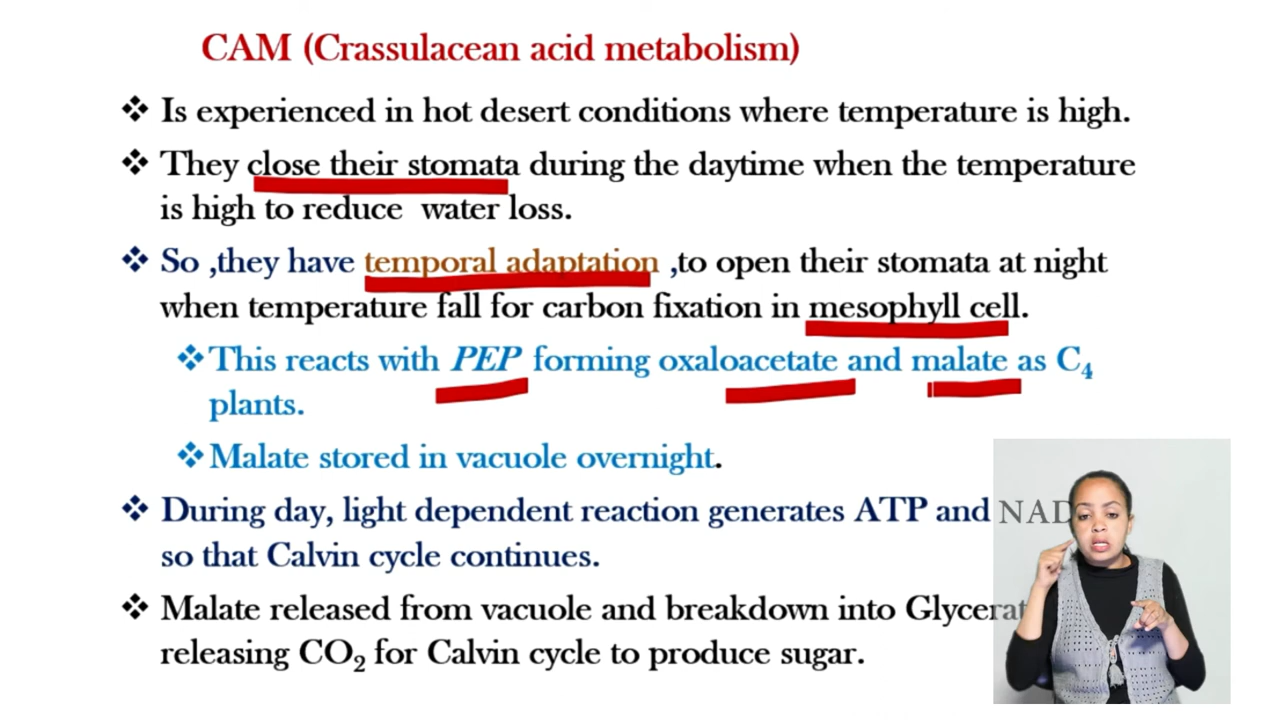 CAM (Crassulacean acid metabolism)
❖ Is experienced in hot desert conditions where temperature is high.
❖ They close their stomata during the daytime when the temperature
is high to reduce water loss.
❖ So ,they have temporal adaptation ,to open their stomata at night
when temperature fall for carbon fixation in mesophyll cell.
❖This reacts with PEP forming oxaloacetate and malate as C₄
plants.
❖Malate stored in vacuole overnight.
❖ During day, light dependent reaction generates ATP and
so that Calvin cycle continues.
❖ Malate released from vacuole and breakdown into
releasing CO₂ for Calvin cycle to produce sugar.